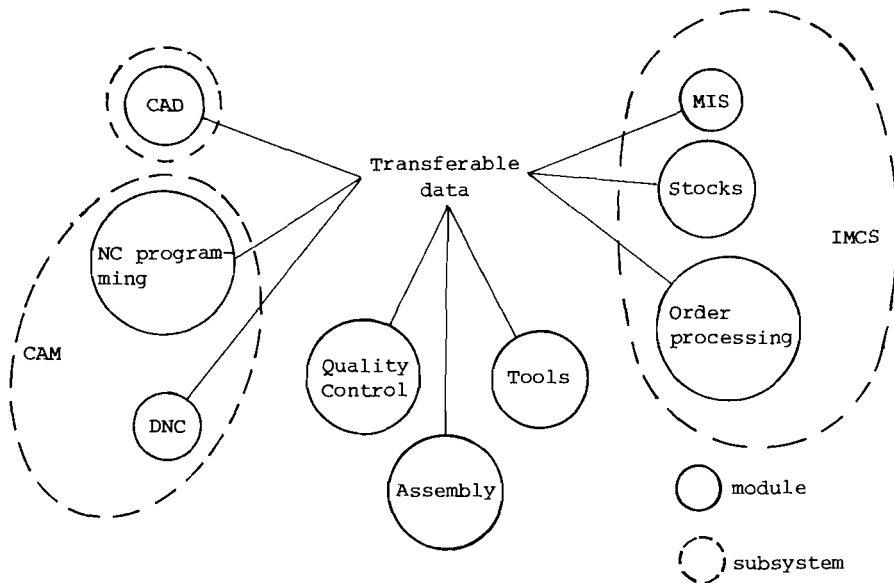 CAD
MIS
Transferable
data
Stocks
NC program-
ming
IMCS
Order
processing
CAM
Quality
Control
Tools
DNC
Assembly
module
subsystem